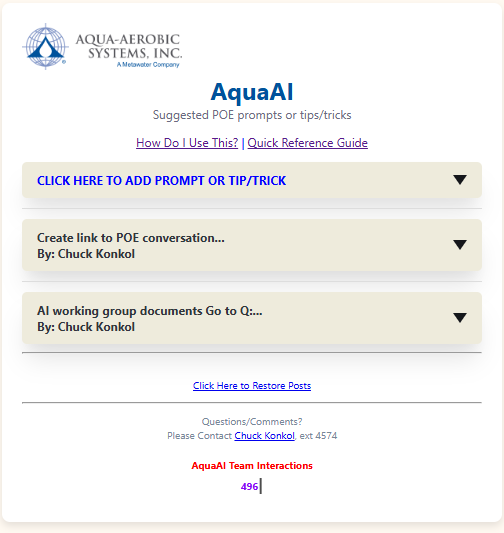 AQUA-AEROBIC
SYSTEMS, INC.
A Metawater Company
AquaAI
Suggested POE prompts or tips/tricks
How Do I Use This? | Quick Reference Guide
CLICK HERE TO ADD PROMPT OR TIP/TRICK
Create link to POE conversation...
By: Chuck Konkol
AI working group documents Go to Q:...
By: Chuck Konkol
Click Here to Restore Posts
Questions/Comments?
Please Contact Chuck Konkol, ext 4574
AquaAI Team Interactions
496